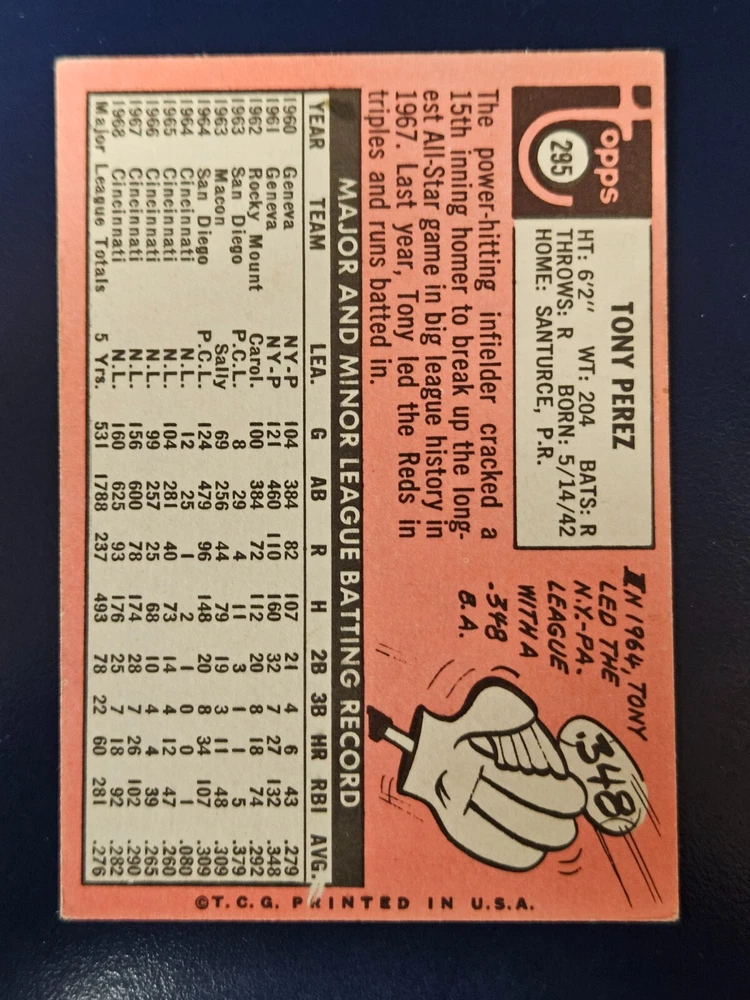 Topps
295
TONY PEREZ
HT: 6'2" WT: 204 BATS: R
THROWS: R BORN: 5/14/42
HOME: SANTURCE, P.R.
The power-hitting infielder cracked a
15th inning homer to break up the long-
est All-Star game in big league history in
1967. Last year, Tony led the Reds in
triples and runs batted in.
IN 1964, TONY
LED THE
N.Y.-PA.
LEAGUE
WITH A
.348
B.A.
.348
MAJOR AND MINOR LEAGUE BATTING RECORD
YEAR TEAM LEA. G AB R H 2B 3B HR RBI AVG.
1960 Geneva NY-P 104 384 82 107 21 4 6 43 .279
1961 Geneva NY-P 121 460 110 160 32 7 27 132 .348
1962 Rocky Mount Carol. 100 384 72 112 20 8 18 74 .292
1963 San Diego P.C.L. 8 29 4 11 3 1 1 5 .379
1963 Macon Sally 69 256 44 79 19 3 11 48 .309
1964 San Diego P.C.L. 124 479 96 148 20 8 34 107 .309
1964 Cincinnati N.L. 12 25 1 2 1 0 0 1 .080
1965 Cincinnati N.L. 104 281 40 73 14 4 12 47 .260
1966 Cincinnati N.L. 99 257 25 68 10 4 4 39 .265
1967 Cincinnati N.L. 156 600 78 174 28 7 26 102 .290
1968 Cincinnati N.L. 160 625 93 176 25 7 18 92 .282
Major League Totals 5 Yrs. 531 1788 237 493 78 22 60 281 .276
©T.C.G. PRINTED IN U.S.A.